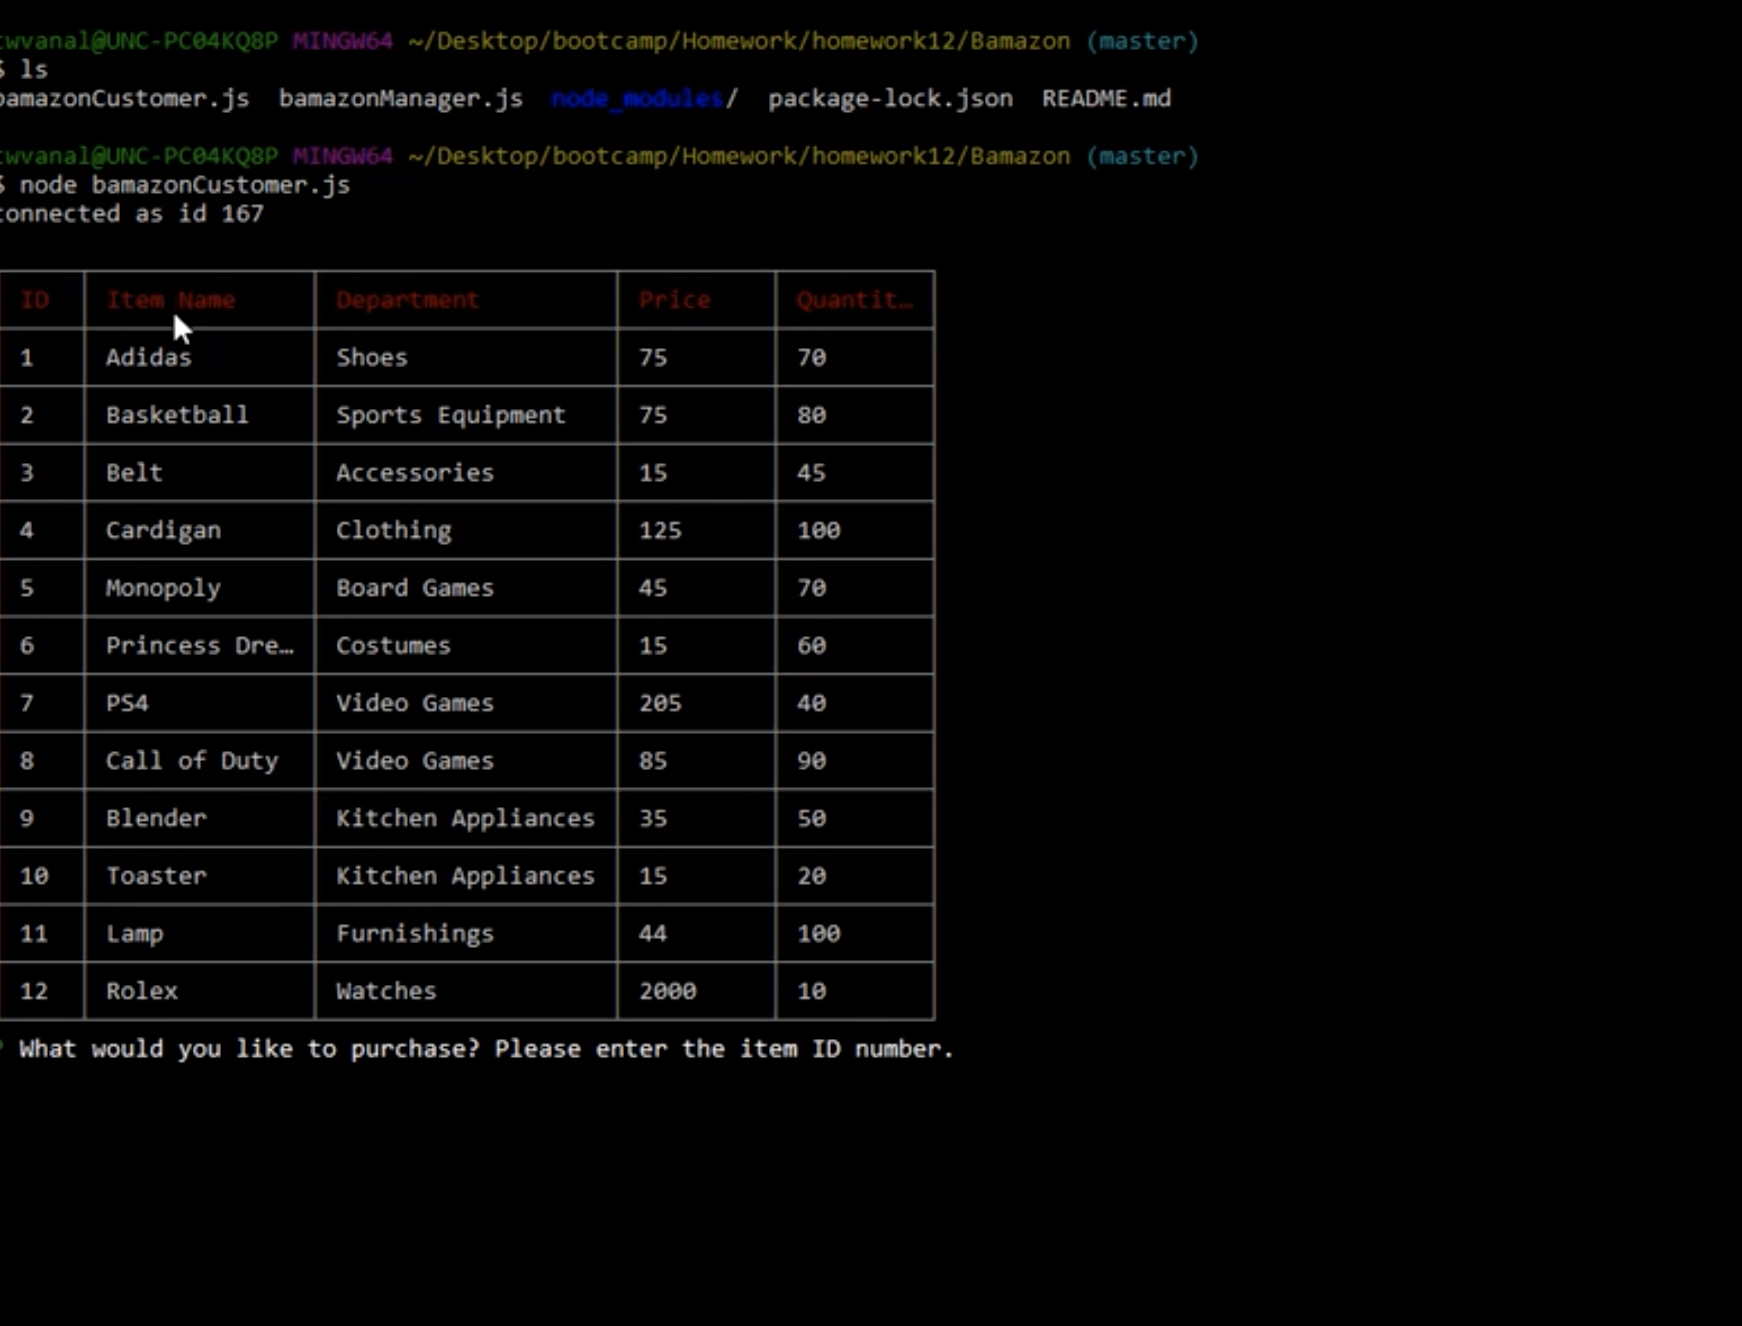 twvanal@UNC-PC04KQ8P MINGW64 ~/Desktop/bootcamp/Homework/homework12/Bamazon (master)
$ ls
bamazonCustomer.js bamazonManager.js node_modules/ package-lock.json README.md
twvanal@UNC-PC04KQ8P MINGW64 ~/Desktop/bootcamp/Homework/homework12/Bamazon (master)
$ node bamazonCustomer.js
connected as id 167
ID Item Name Department Price Quantit…
1 Adidas Shoes 75 70
2 Basketball Sports Equipment 75 80
3 Belt Accessories 15 45
4 Cardigan Clothing 125 100
5 Monopoly Board Games 45 70
6 Princess Dre… Costumes 15 60
7 PS4 Video Games 205 40
8 Call of Duty Video Games 85 90
9 Blender Kitchen Appliances 35 50
10 Toaster Kitchen Appliances 15 20
11 Lamp Furnishings 44 100
12 Rolex Watches 2000 10
? What would you like to purchase? Please enter the item ID number.